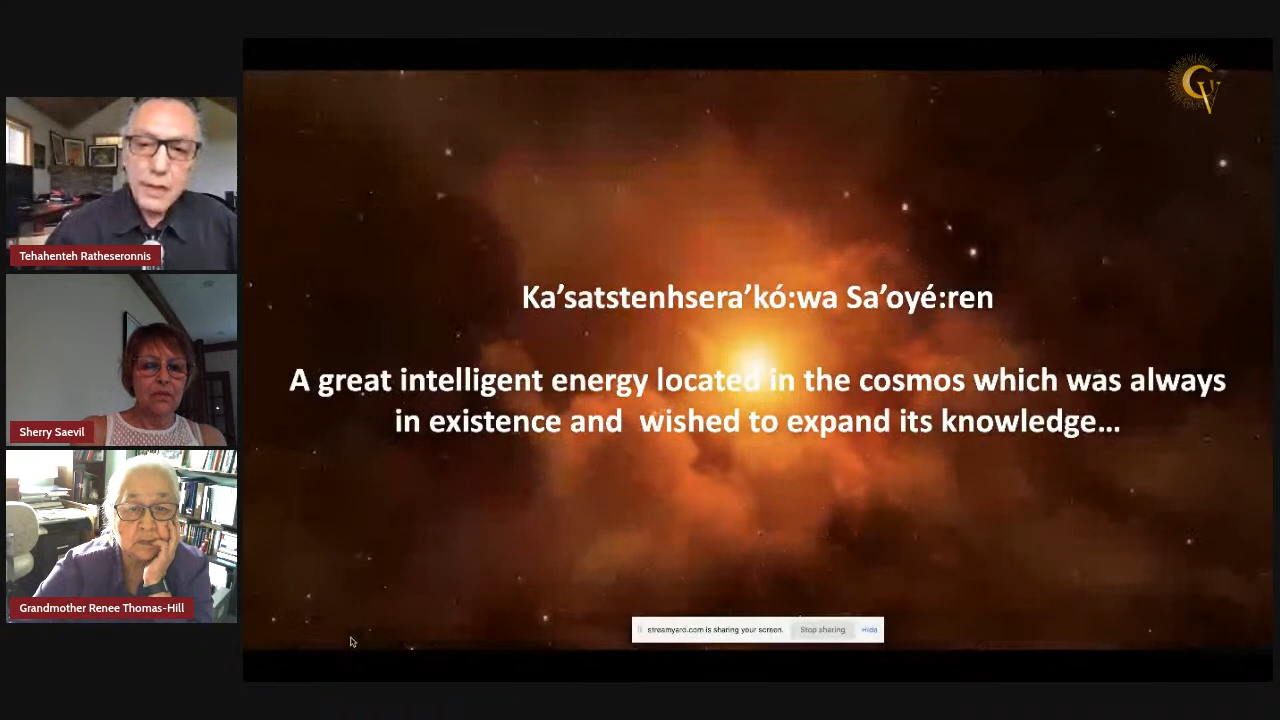 Tehahenteh Ratheseronnis
Sherry Saevil
Grandmother Renee Thomas-Hill
GV
Ka’satstenhsera’kó:wa Sa’oyé:ren
A great intelligent energy located in the cosmos which was always
in existence and  wished to expand its knowledge…
streamyard.com is sharing your screen.
Stop sharing
Hide